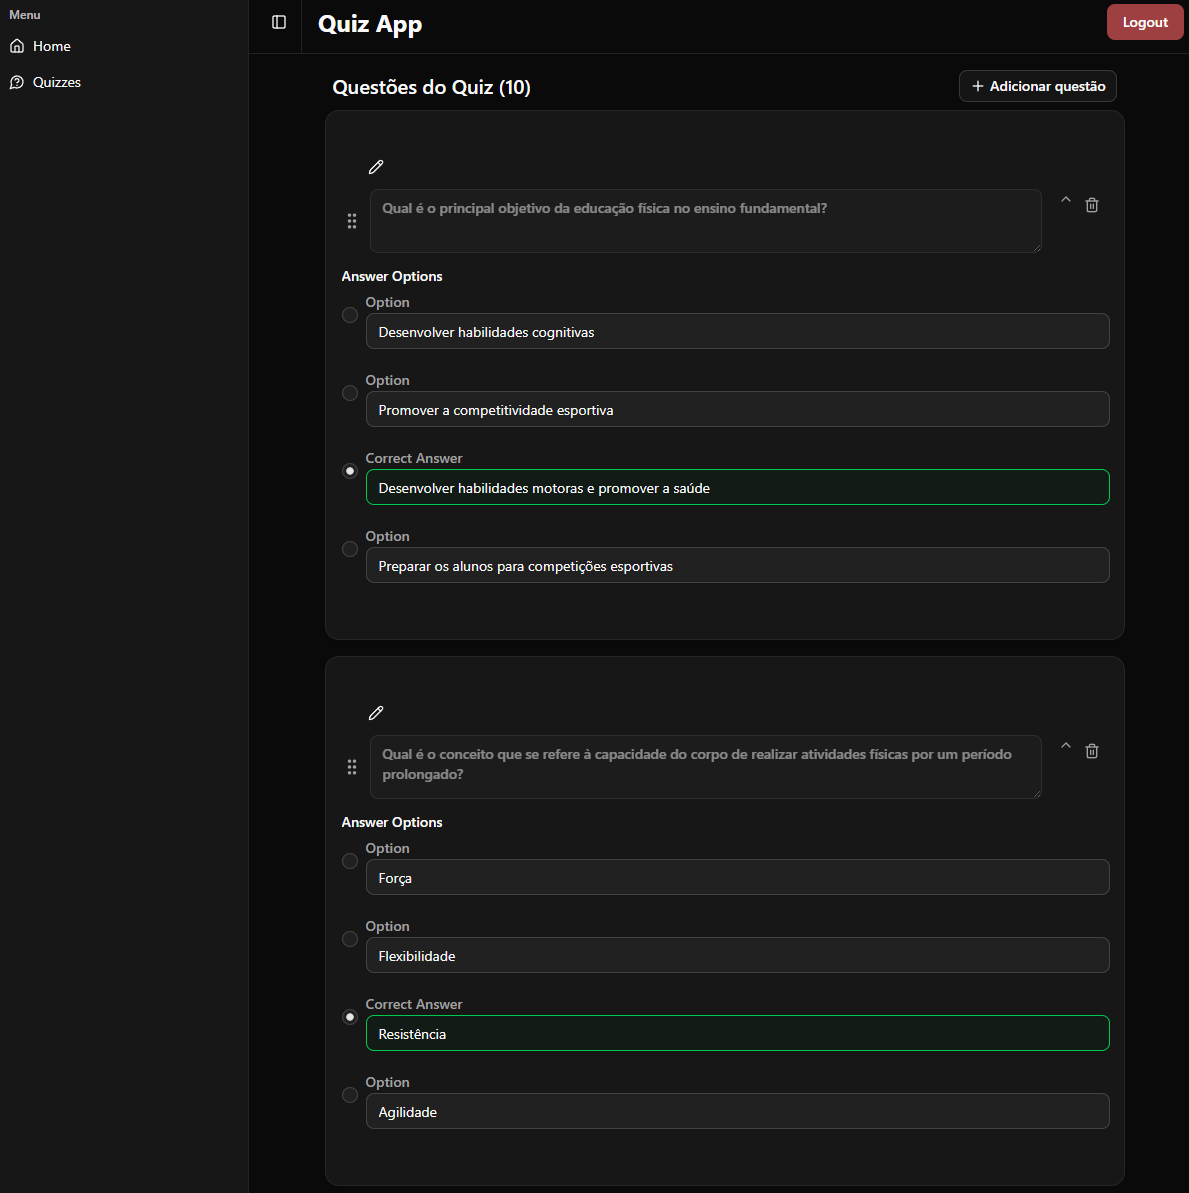 Menu
Home
Quizzes
Quiz App
Logout
Questões do Quiz (10)
Adicionar questão
Qual é o principal objetivo da educação física no ensino fundamental?
Answer Options
Option
Desenvolver habilidades cognitivas
Option
Promover a competitividade esportiva
Correct Answer
Desenvolver habilidades motoras e promover a saúde
Option
Preparar os alunos para competições esportivas
Qual é o conceito que se refere à capacidade do corpo de realizar atividades físicas por um período
prolongado?
Answer Options
Option
Força
Option
Flexibilidade
Correct Answer
Resistência
Option
Agilidade